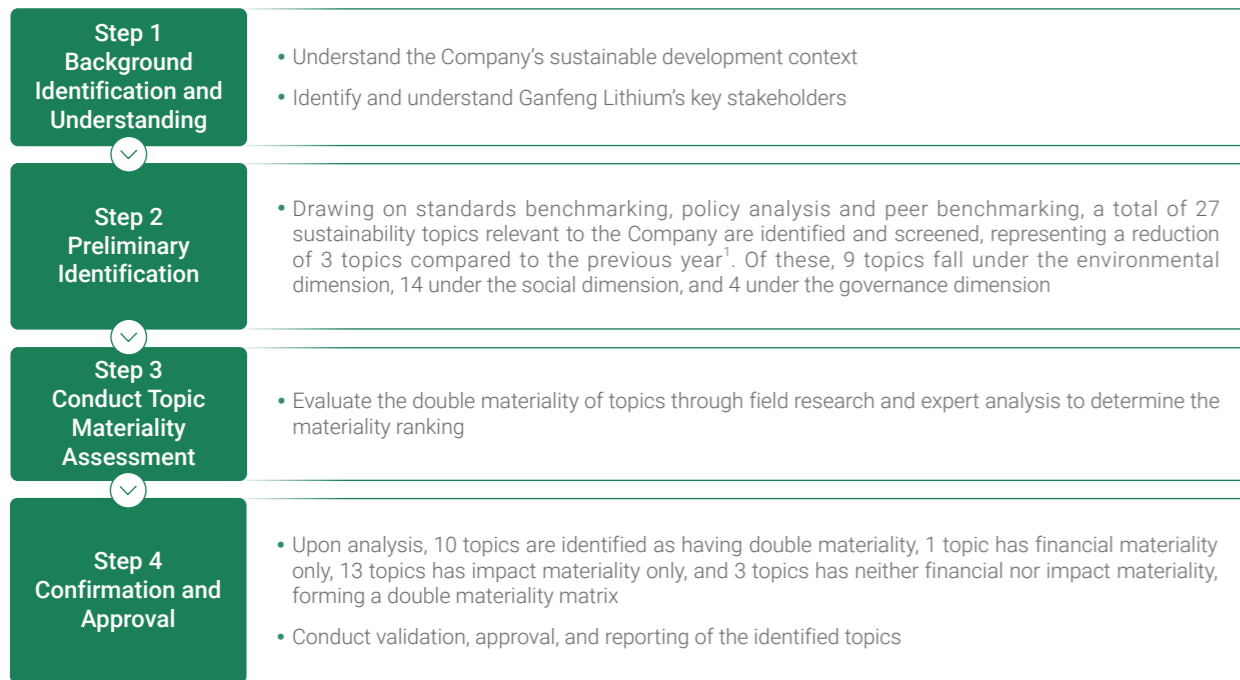 Step 1
Background
Identification and
Understanding
• Understand the Company's sustainable development context
• Identify and understand Ganfeng Lithium's key stakeholders
Step 2
Preliminary
Identification
• Drawing on standards benchmarking, policy analysis and peer benchmarking, a total of 27
sustainability topics relevant to the Company are identified and screened, representing a reduction
of 3 topics compared to the previous year¹. Of these, 9 topics fall under the environmental
dimension, 14 under the social dimension, and 4 under the governance dimension
Step 3
Conduct Topic
Materiality
Assessment
• Evaluate the double materiality of topics through field research and expert analysis to determine the
materiality ranking
Step 4
Confirmation and
Approval
• Upon analysis, 10 topics are identified as having double materiality, 1 topic has financial materiality
only, 13 topics has impact materiality only, and 3 topics has neither financial nor impact materiality,
forming a double materiality matrix
• Conduct validation, approval, and reporting of the identified topics